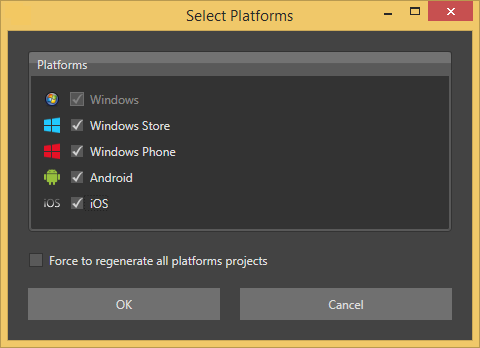 Select Platforms
Platforms
Windows
Windows Store
Windows Phone
Android
iOS iOS
Force to regenerate all platforms projects
OK Cancel